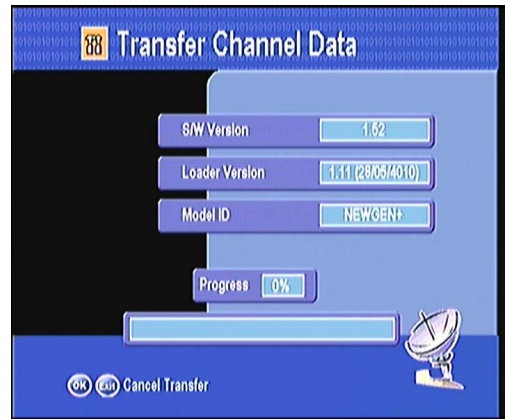 Transfer Channel Data
S/W Version 1.52
Loader Version 1.11 (28/05/4010)
Model ID NEWGEN+
Progress 0%
OK EXIT Cancel Transfer